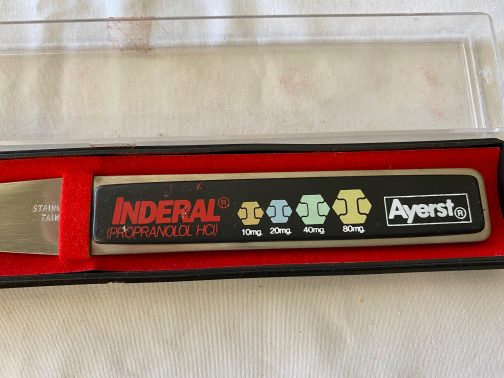 INDERAL®
(PROPRANOLOL HCl)
10mg. 20mg. 40mg. 80mg.
Ayerst®